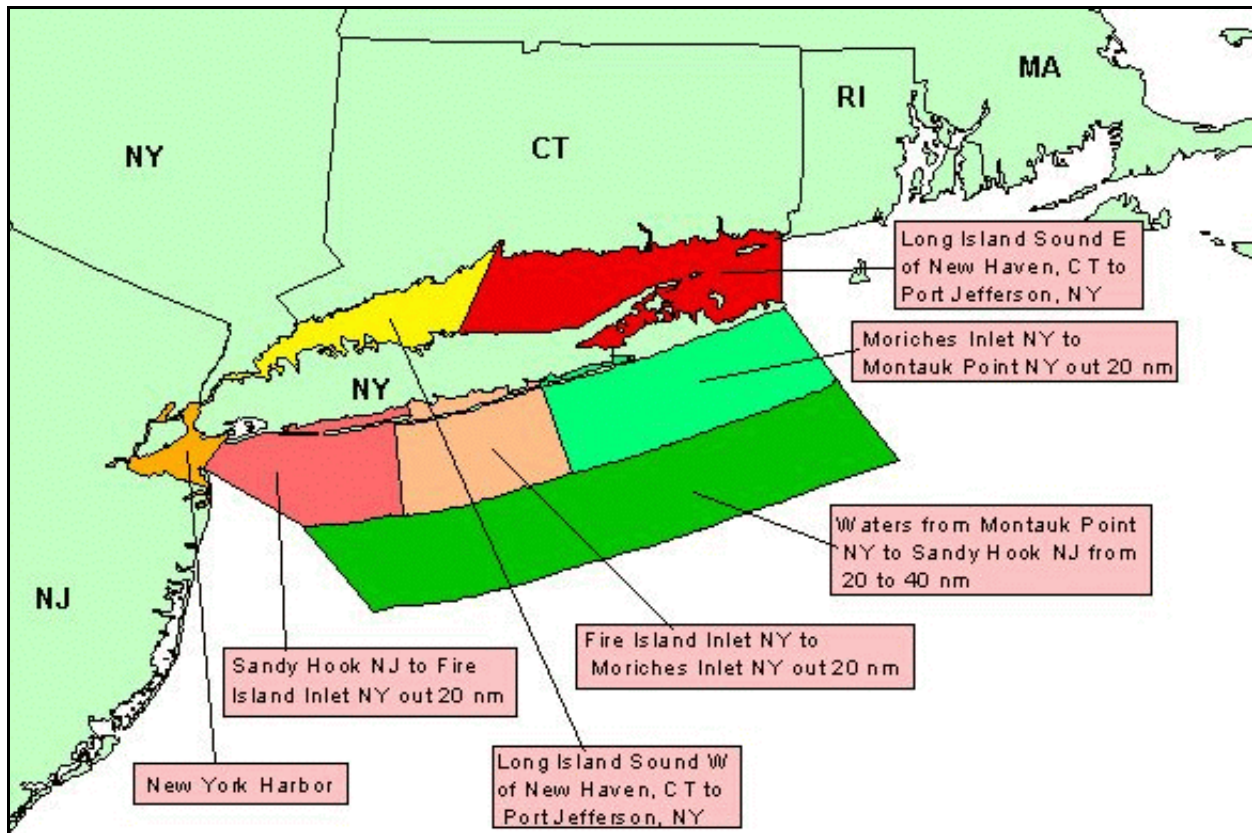 MA
RI
NY
CT
Long Island Sound E
of New Haven, CT to
Port Jefferson, NY
Moriches Inlet NY to
Montauk Point NY out 20 nm
NY
Waters from Montauk Point
NY to Sandy Hook NJ from
20 to 40 nm
NJ
Fire Island Inlet NY to
Moriches Inlet NY out 20 nm
Sandy Hook NJ to Fire
Island Inlet NY out 20 nm
Long Island Sound W
of New Haven, CT to
Port Jefferson, NY
New York Harbor